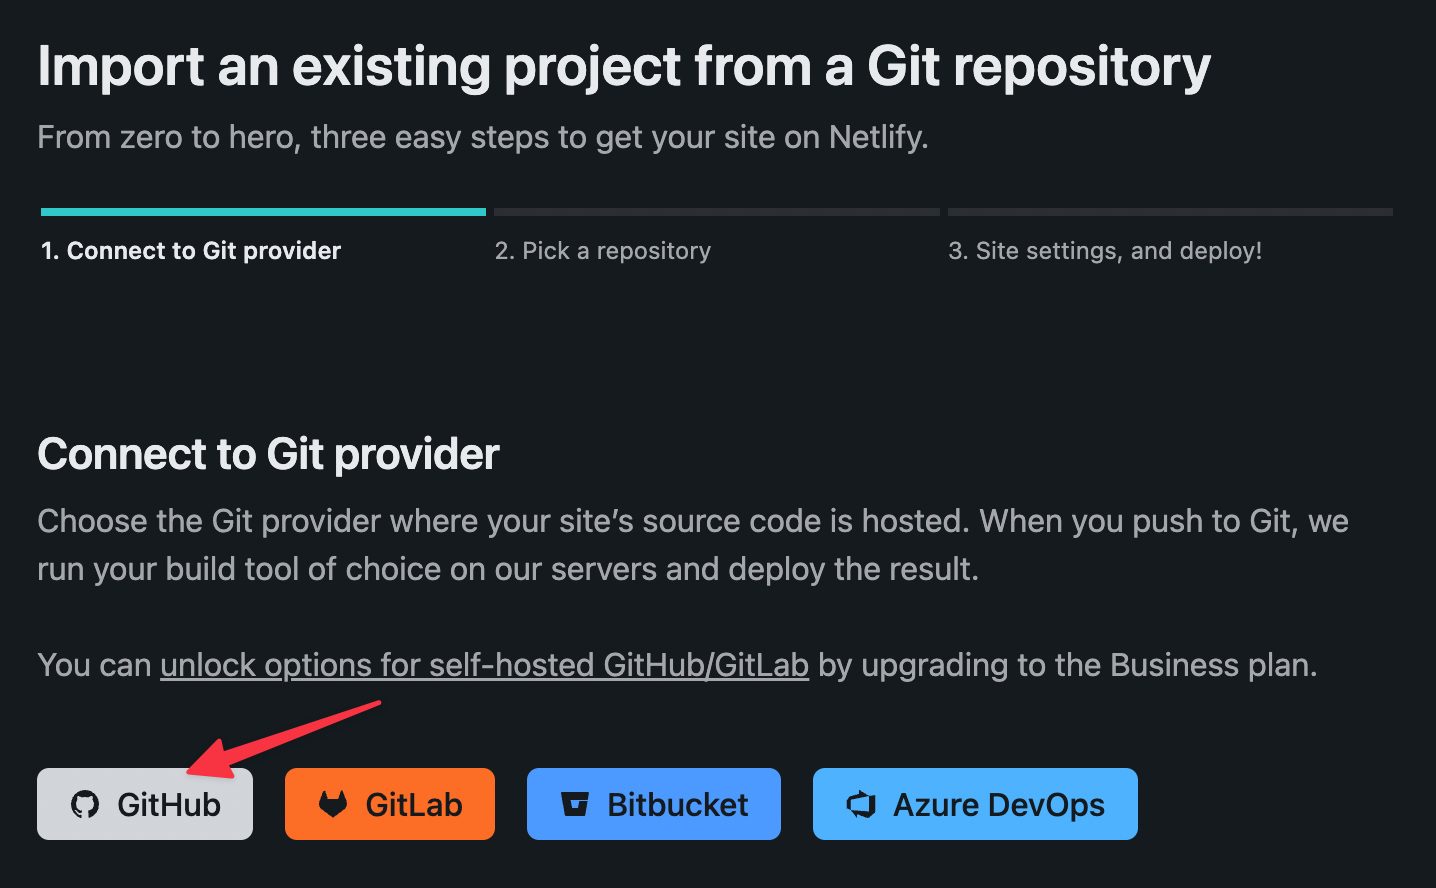 Import an existing project from a Git repository
From zero to hero, three easy steps to get your site on Netlify.
1. Connect to Git provider
2. Pick a repository
3. Site settings, and deploy!
Connect to Git provider
Choose the Git provider where your site’s source code is hosted. When you push to Git, we
run your build tool of choice on our servers and deploy the result.
You can unlock options for self-hosted GitHub/GitLab by upgrading to the Business plan.
GitHub
GitLab
Bitbucket
Azure DevOps